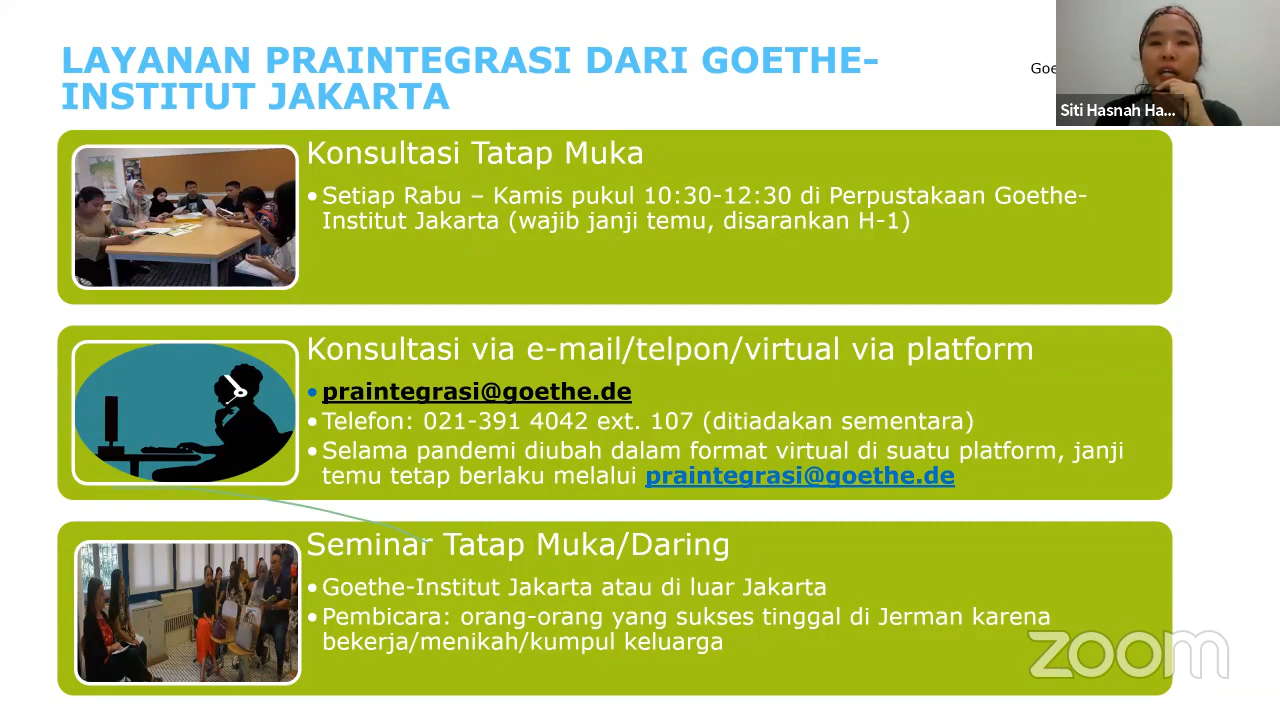 LAYANAN PRAINTEGRASI DARI GOETHE-
INSTITUT JAKARTA
Goe
Siti Hasnah Ha...
Konsultasi Tatap Muka
•Setiap Rabu – Kamis pukul 10:30-12:30 di Perpustakaan Goethe-
Institut Jakarta (wajib janji temu, disarankan H-1)
Konsultasi via e-mail/telpon/virtual via platform
•praintegrasi@goethe.de
•Telefon: 021-391 4042 ext. 107 (ditiadakan sementara)
•Selama pandemi diubah dalam format virtual di suatu platform, janji
temu tetap berlaku melalui praintegrasi@goethe.de
Seminar Tatap Muka/Daring
•Goethe-Institut Jakarta atau di luar Jakarta
•Pembicara: orang-orang yang sukses tinggal di Jerman karena
bekerja/menikah/kumpul keluarga
zoom